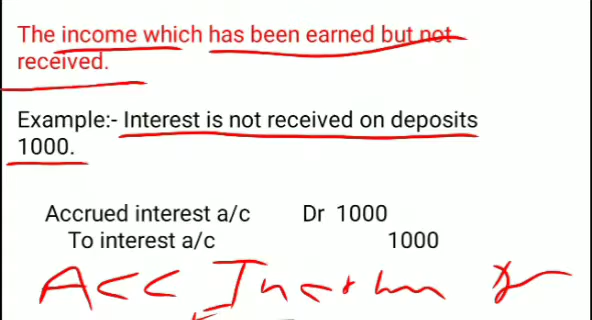 The income which has been earned but not
received.
Example:- Interest is not received on deposits
1000.
Accrued interest a/c Dr 1000
To interest a/c 1000
Acc